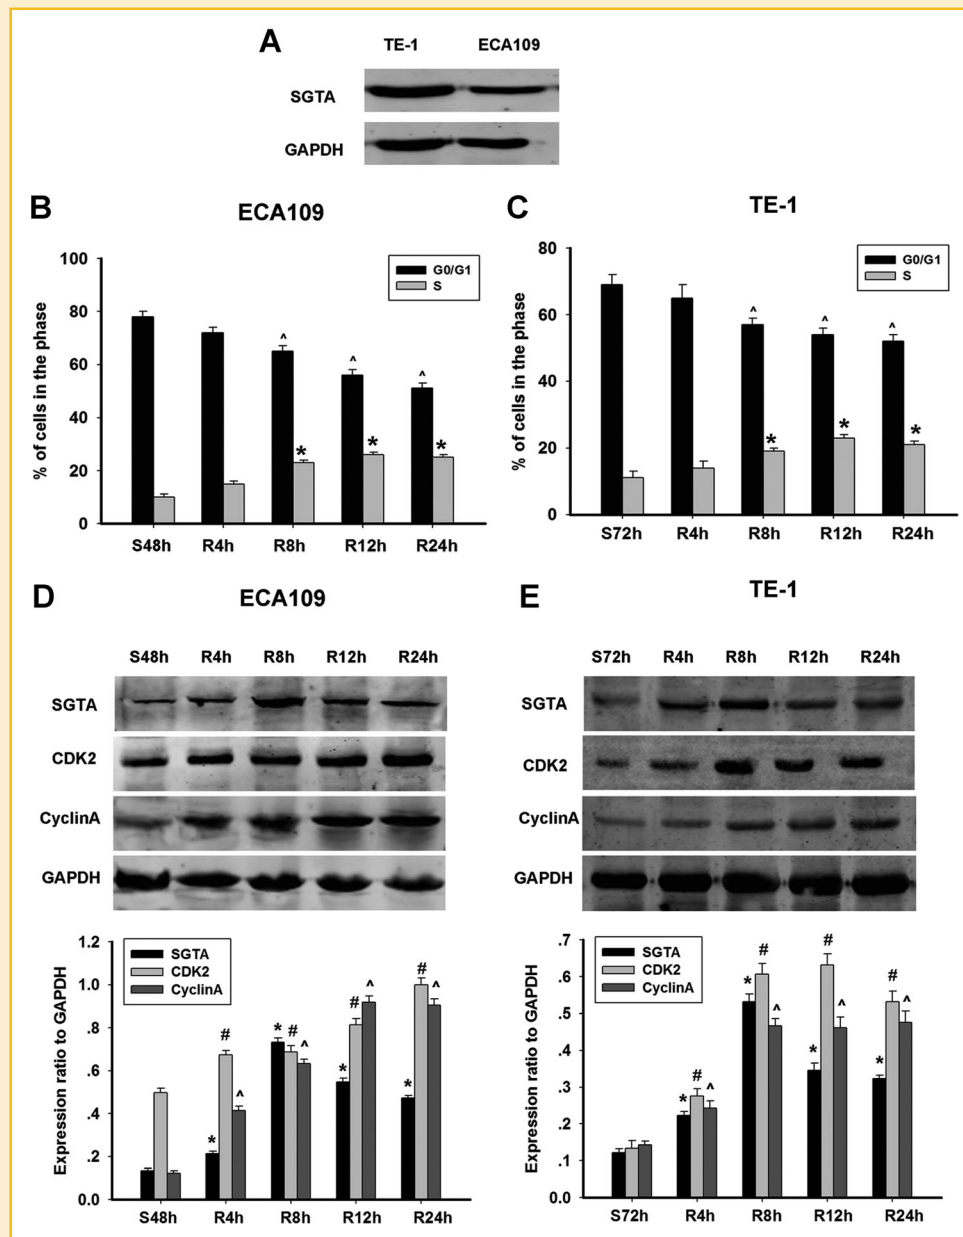 A
TE-1 ECA109
SGTA
GAPDH
B
ECA109
% of cells in the phase
100
80
60
40
20
0
G0/G1
S
^ ^ ^
* * *
S48h R4h R8h R12h R24h
C
TE-1
% of cells in the phase
80
60
40
20
0
G0/G1
S
^ ^ ^
* * *
S72h R4h R8h R12h R24h
D
ECA109
S48h R4h R8h R12h R24h
SGTA
CDK2
CyclinA
GAPDH
Expression ratio to GAPDH
1.2
1.0
.8
.6
.4
.2
0.0
SGTA
CDK2
CyclinA
* # ^
* # ^
* # ^
* # ^
S48h R4h R8h R12h R24h
E
TE-1
S72h R4h R8h R12h R24h
SGTA
CDK2
CyclinA
GAPDH
Expression ratio to GAPDH
.7
.6
.5
.4
.3
.2
.1
0.0
SGTA
CDK2
CyclinA
* # ^
* # ^
* # ^
* # ^
S72h R4h R8h R12h R24h